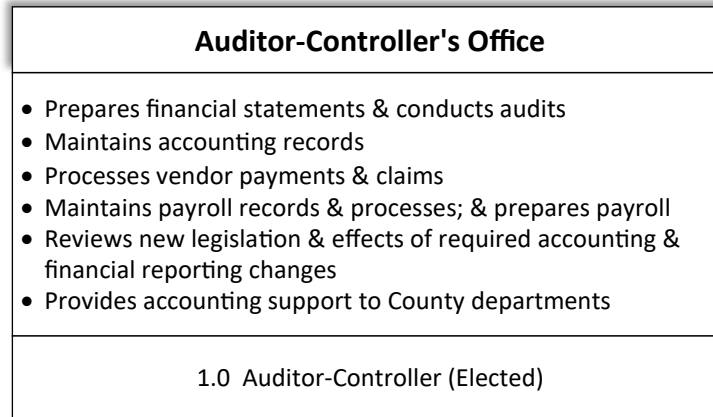 Auditor-Controller's Office
• Prepares financial statements & conducts audits
• Maintains accounting records
• Processes vendor payments & claims
• Maintains payroll records & processes; & prepares payroll
• Reviews new legislation & effects of required accounting &
financial reporting changes
• Provides accounting support to County departments
1.0 Auditor-Controller (Elected)